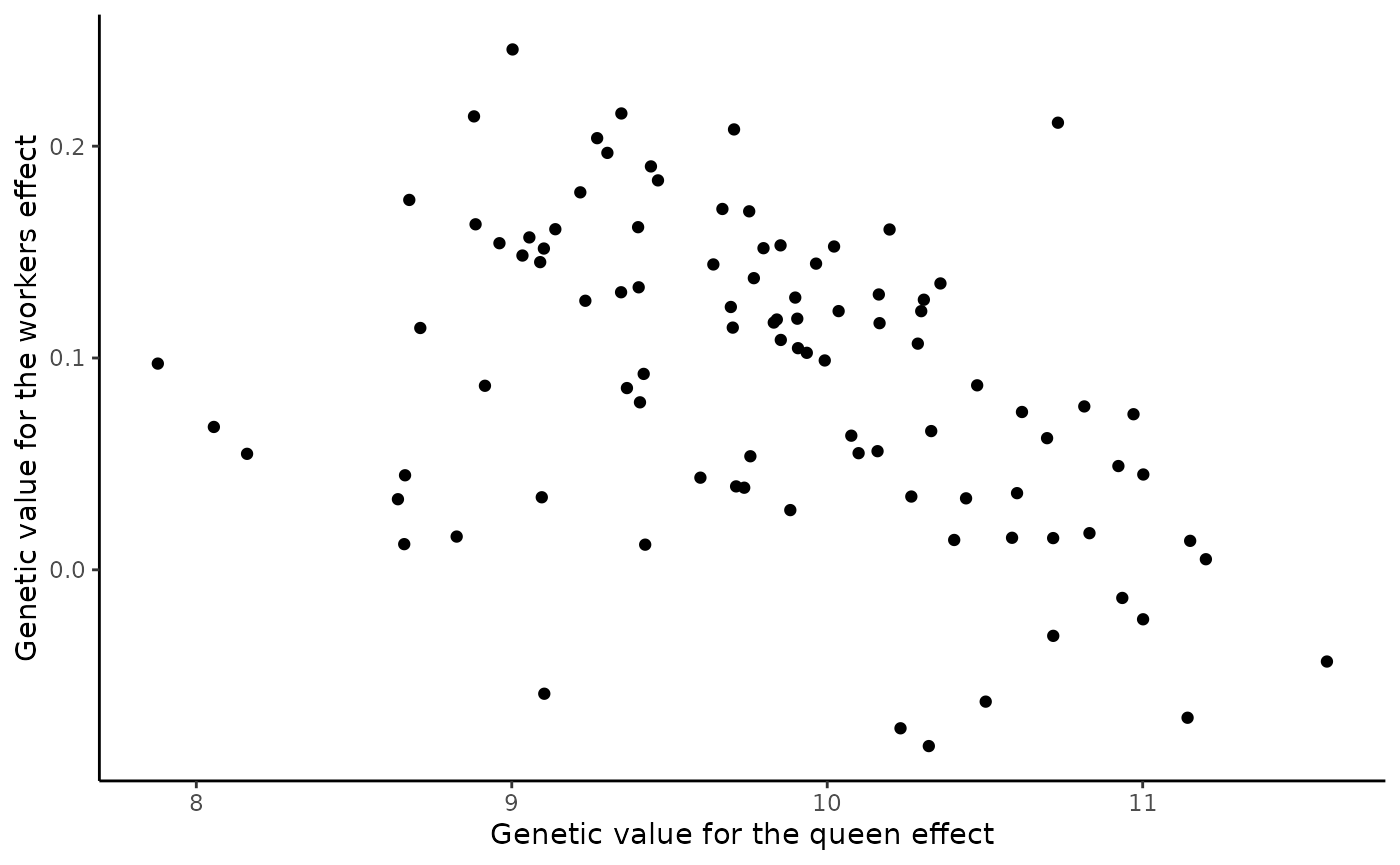 Genetic value for the workers effect
0.2
0.1
0.0
8 9 10 11
Genetic value for the queen effect